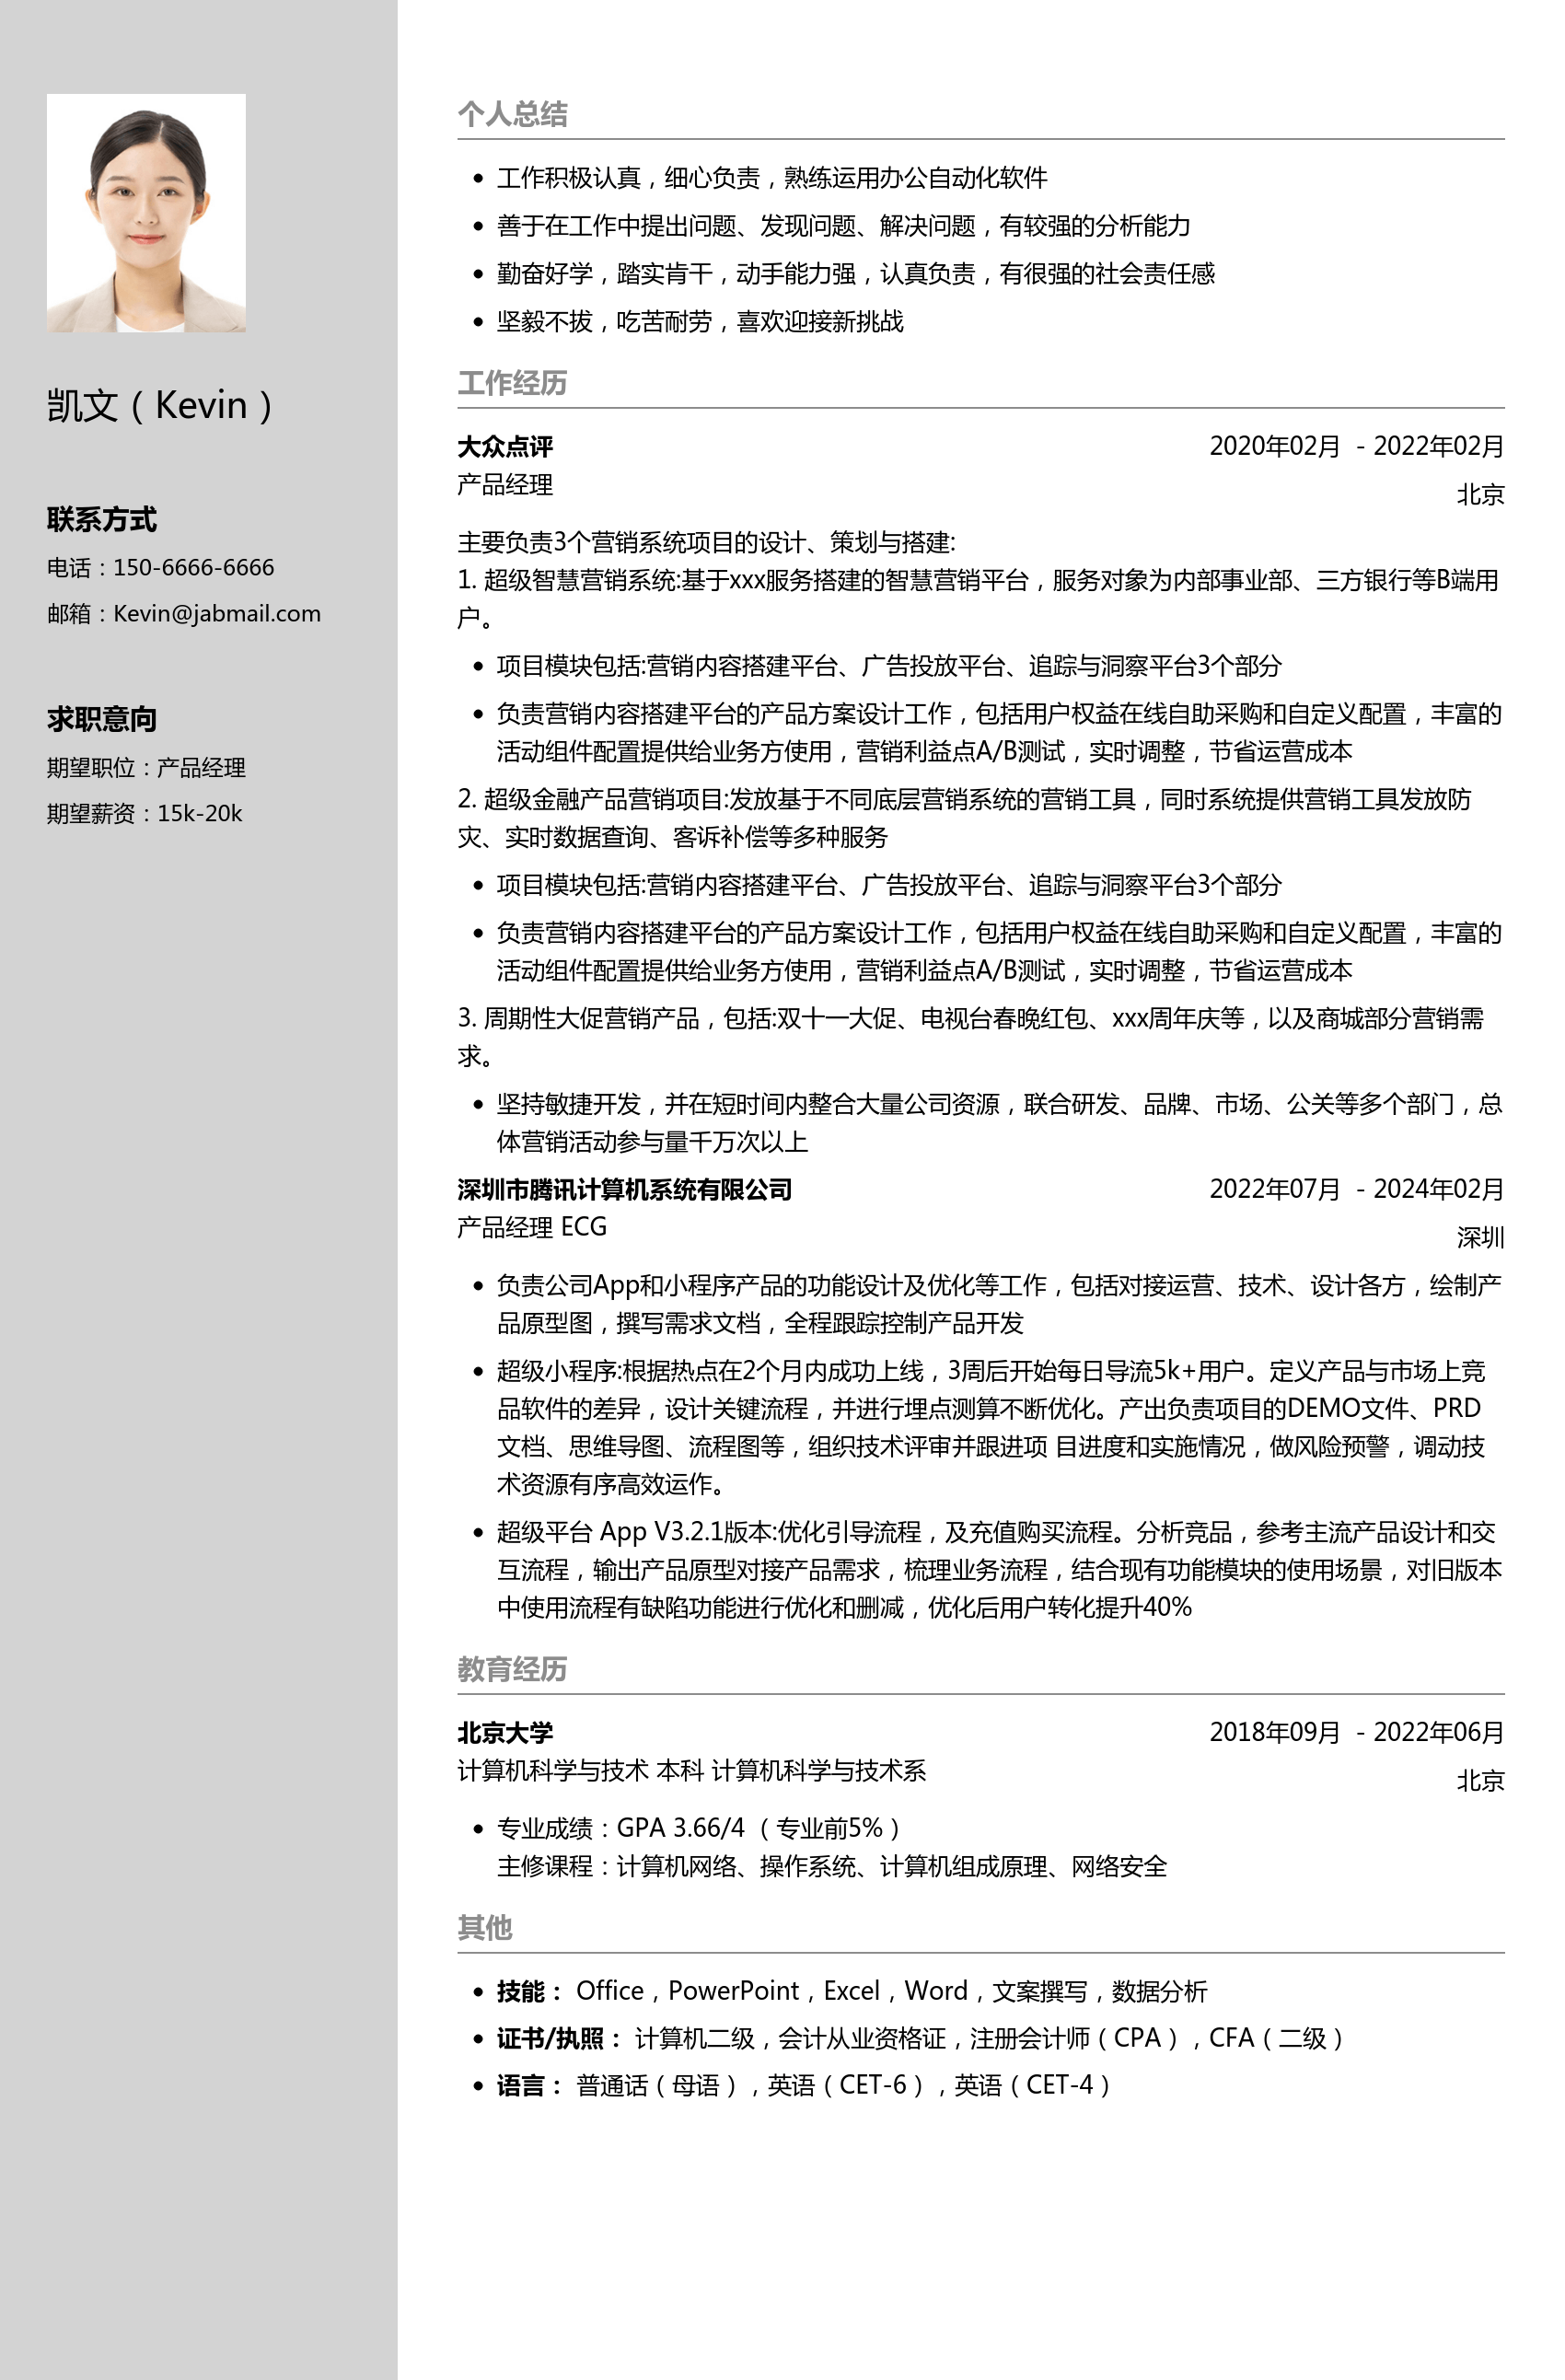 凯文（Kevin）
联系方式
电话：150-6666-6666
邮箱：Kevin@jabmail.com
求职意向
期望职位：产品经理
期望薪资：15k-20k
个人总结
工作积极认真，细心负责，熟练运用办公自动化软件
善于在工作中提出问题、发现问题、解决问题，有较强的分析能力
勤奋好学，踏实肯干，动手能力强，认真负责，有很强的社会责任感
坚毅不拔，吃苦耐劳，喜欢迎接新挑战
工作经历
大众点评 2020年02月 - 2022年02月
产品经理 北京
主要负责3个营销系统项目的设计、策划与搭建:
1. 超级智慧营销系统:基于xxx服务搭建的智慧营销平台，服务对象为内部事业部、三方银行等B端用
户。
项目模块包括:营销内容搭建平台、广告投放平台、追踪与洞察平台3个部分
负责营销内容搭建平台的产品方案设计工作，包括用户权益在线自助采购和自定义配置，丰富的
活动组件配置提供给业务方使用，营销利益点A/B测试，实时调整，节省运营成本
2. 超级金融产品营销项目:发放基于不同底层营销系统的营销工具，同时系统提供营销工具发放防
灾、实时数据查询、客诉补偿等多种服务
项目模块包括:营销内容搭建平台、广告投放平台、追踪与洞察平台3个部分
负责营销内容搭建平台的产品方案设计工作，包括用户权益在线自助采购和自定义配置，丰富的
活动组件配置提供给业务方使用，营销利益点A/B测试，实时调整，节省运营成本
3. 周期性大促营销产品，包括:双十一大促、电视台春晚红包、xxx周年庆等，以及商城部分营销需
求。
坚持敏捷开发，并在短时间内整合大量公司资源，联合研发、品牌、市场、公关等多个部门，总
体营销活动参与量千万次以上
深圳市腾讯计算机系统有限公司 2022年07月 - 2024年02月
产品经理 ECG 深圳
负责公司App和小程序产品的功能设计及优化等工作，包括对接运营、技术、设计各方，绘制产
品原型图，撰写需求文档，全程跟踪控制产品开发
超级小程序:根据热点在2个月内成功上线，3周后开始每日导流5k+用户。定义产品与市场上竞
品软件的差异，设计关键流程，并进行埋点测算不断优化。产出负责项目的DEMO文件、PRD
文档、思维导图、流程图等，组织技术评审并跟进项 目进度和实施情况，做风险预警，调动技
术资源有序高效运作。
超级平台 App V3.2.1版本:优化引导流程，及充值购买流程。分析竞品，参考主流产品设计和交
互流程，输出产品原型对接产品需求，梳理业务流程，结合现有功能模块的使用场景，对旧版本
中使用流程有缺陷功能进行优化和删减，优化后用户转化提升40%
教育经历
北京大学 2018年09月 - 2022年06月
计算机科学与技术 本科 计算机科学与技术系 北京
专业成绩：GPA 3.66/4 （专业前5%）
主修课程：计算机网络、操作系统、计算机组成原理、网络安全
其他
技能： Office，PowerPoint，Excel，Word，文案撰写，数据分析
证书/执照： 计算机二级，会计从业资格证，注册会计师（CPA），CFA（二级）
语言： 普通话（母语），英语（CET-6），英语（CET-4）